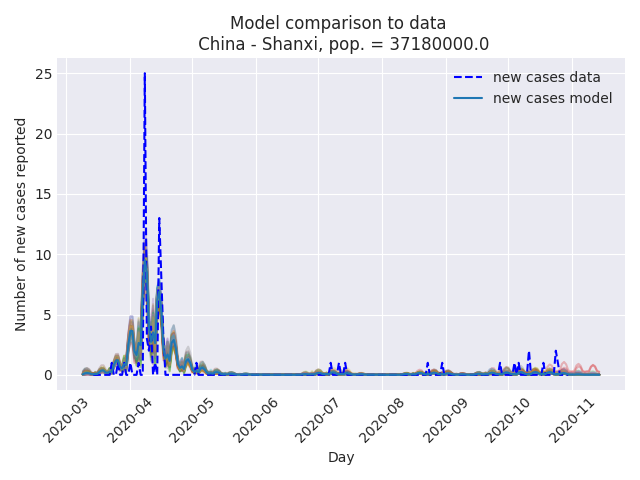 Model comparison to data
China - Shanxi, pop. = 37180000.0
new cases data
new cases model
Number of new cases reported
25
20
15
10
5
0
2020-03
2020-04
2020-05
2020-06
2020-07
2020-08
2020-09
2020-10
2020-11
Day